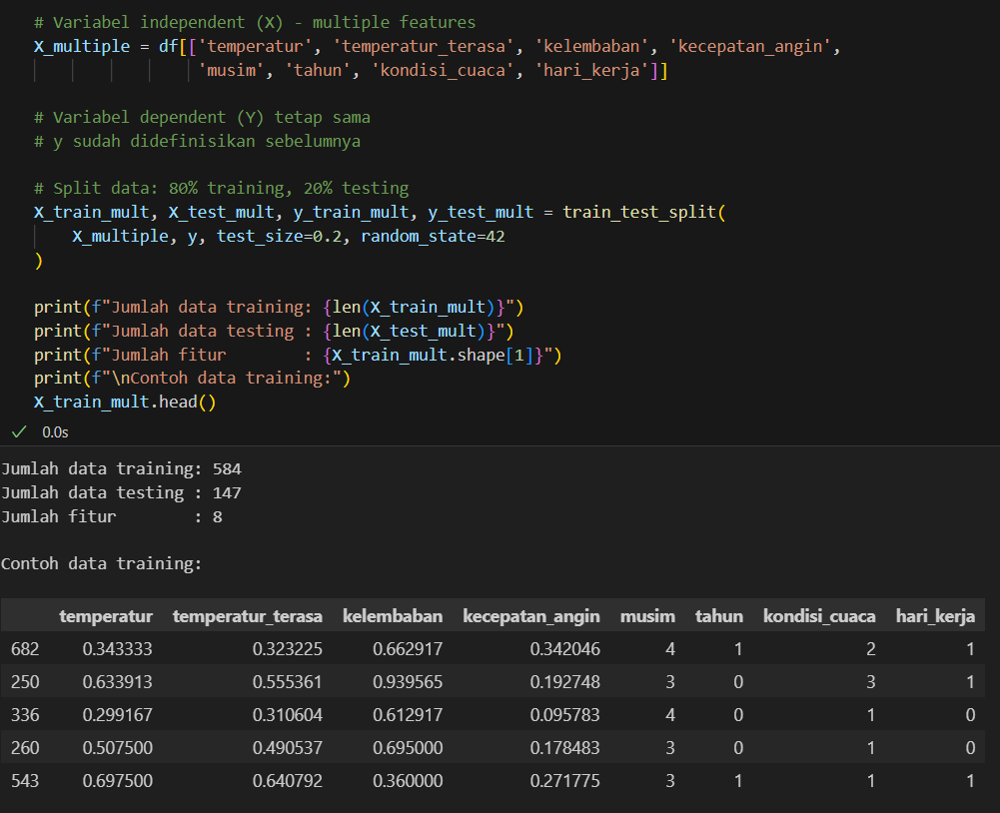 # Variabel independent (X) - multiple features
X_multiple = df[['temperatur', 'temperatur_terasa', 'kelembaban', 'kecepatan_angin',
'musim', 'tahun', 'kondisi_cuaca', 'hari_kerja']]
# Variabel dependent (Y) tetap sama
# y sudah didefinisikan sebelumnya
# Split data: 80% training, 20% testing
X_train_mult, X_test_mult, y_train_mult, y_test_mult = train_test_split(
X_multiple, y, test_size=0.2, random_state=42
)
print(f"Jumlah data training: {len(X_train_mult)}")
print(f"Jumlah data testing : {len(X_test_mult)}")
print(f"Jumlah fitur        : {X_train_mult.shape[1]}")
print(f"\nContoh data training:")
X_train_mult.head()
0.0s
Jumlah data training: 584
Jumlah data testing : 147
Jumlah fitur        : 8
Contoh data training:
temperatur temperatur_terasa kelembaban kecepatan_angin musim tahun kondisi_cuaca hari_kerja
682 0.343333 0.323225 0.662917 0.342046 4 1 2 1
250 0.633913 0.555361 0.939565 0.192748 3 0 3 1
336 0.299167 0.310604 0.612917 0.095783 4 0 1 0
260 0.507500 0.490537 0.695000 0.178483 3 0 1 0
543 0.697500 0.640792 0.360000 0.271775 3 1 1 1